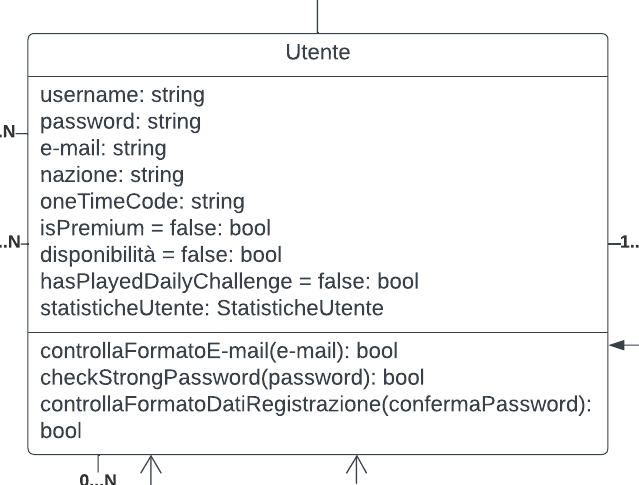 Utente
username: string
password: string
.N
e-mail: string
nazione: string
oneTimeCode: string
isPremium = false: bool
..N
1..
disponibilità = false: bool
hasPlayedDailyChallenge = false: bool
statisticheUtente: StatisticheUtente
controllaFormatoE-mail(e-mail): bool
checkStrongPassword(password): bool
controllaFormatoDatiRegistrazione(confermaPassword):
bool
0...N